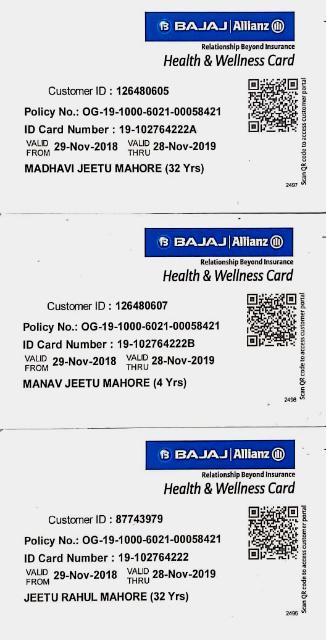 BAJAJ | Allianz
Relationship Beyond Insurance
Health & Wellness Card
Customer ID : 126480605
Policy No.: OG-19-1000-6021-00058421
ID Card Number : 19-102764222A
VALID FROM 29-Nov-2018 VALID THRU 28-Nov-2019
MADHAVI JEETU MAHORE (32 Yrs)
Scan QR code to access customer portal
2497
BAJAJ | Allianz
Relationship Beyond Insurance
Health & Wellness Card
Customer ID : 126480607
Policy No.: OG-19-1000-6021-00058421
ID Card Number : 19-102764222B
VALID FROM 29-Nov-2018 VALID THRU 28-Nov-2019
MANAV JEETU MAHORE (4 Yrs)
Scan QR code to access customer portal
2498
BAJAJ | Allianz
Relationship Beyond Insurance
Health & Wellness Card
Customer ID : 87743979
Policy No.: OG-19-1000-6021-00058421
ID Card Number : 19-102764222
VALID FROM 29-Nov-2018 VALID THRU 28-Nov-2019
JEETU RAHUL MAHORE (32 Yrs)
Scan QR code to access customer portal
2496